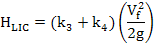 H_LIC = (k_3 + k_4) (V_f^2 / 2g)